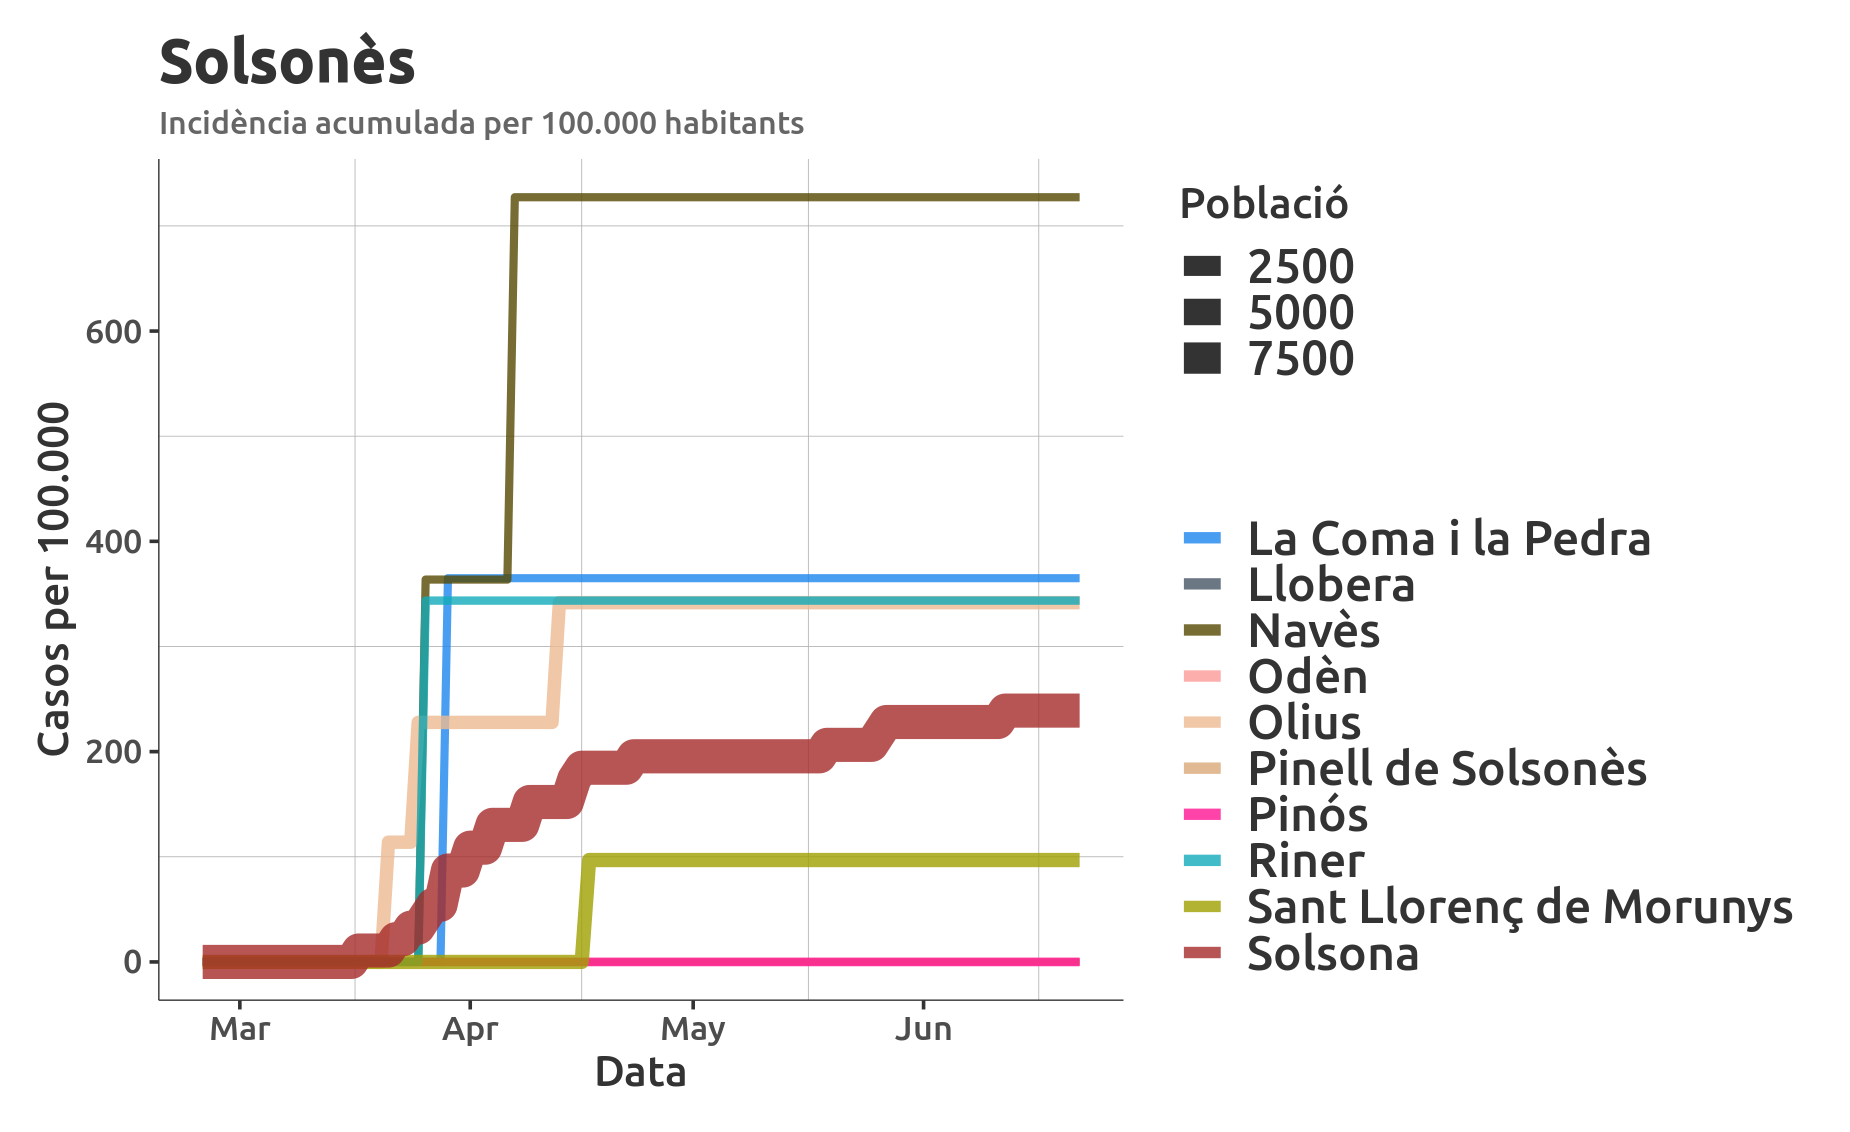 Solsonès
Incidència acumulada per 100.000 habitants
Casos per 100.000
600
400
200
0
Mar
Apr
May
Jun
Data
Població
2500
5000
7500
La Coma i la Pedra
Llobera
Navès
Odèn
Olius
Pinell de Solsonès
Pinós
Riner
Sant Llorenç de Morunys
Solsona